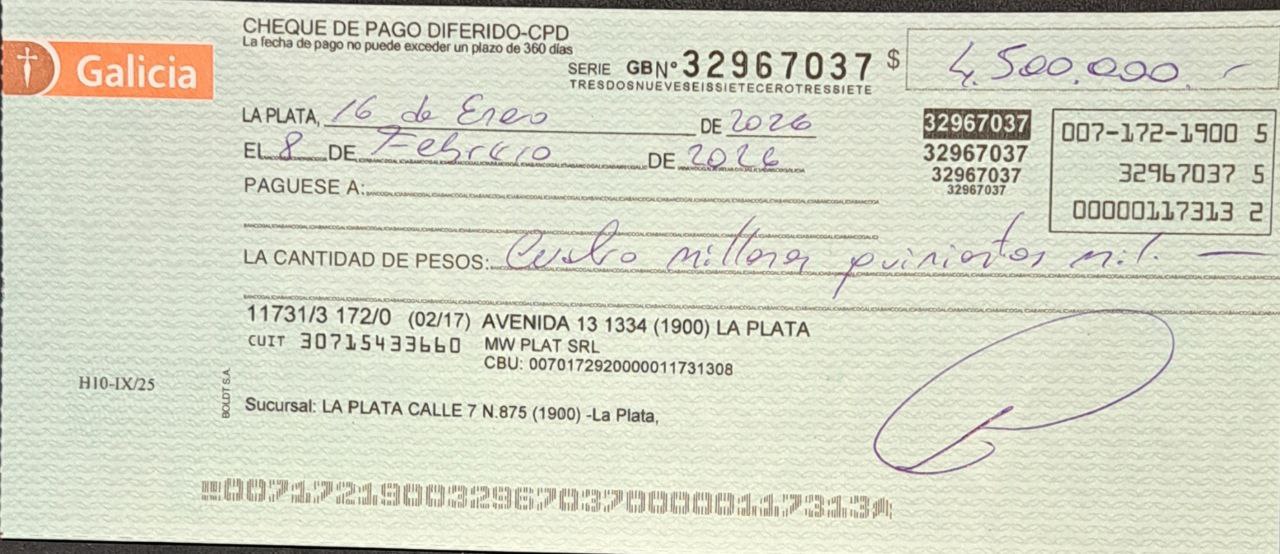 CHEQUE DE PAGO DIFERIDO-CPD
La fecha de pago no puede exceder un plazo de 360 días
Galicia
SERIE GB Nº 32967037 $ 4.500.000.-
TRESDOSNUEVESEISSIETECEROTRESSIETE
LA PLATA, 16 de Enero DE 2026
EL 8 DE Febrero DE 2026
32967037
32967037
32967037
32967037
007-172-1900 5
32967037 5
00000117313 2
PAGUESE A:
LA CANTIDAD DE PESOS: Cuatro millones quinientos mil. —
11731/3 172/0 (02/17) AVENIDA 13 1334 (1900) LA PLATA
CUIT 30715433660 MW PLAT SRL
CBU: 0070172920000011731308
H10-IX/25
BOLDT S.A.
Sucursal: LA PLATA CALLE 7 N.875 (1900) -La Plata,
00717219003296703700000117313